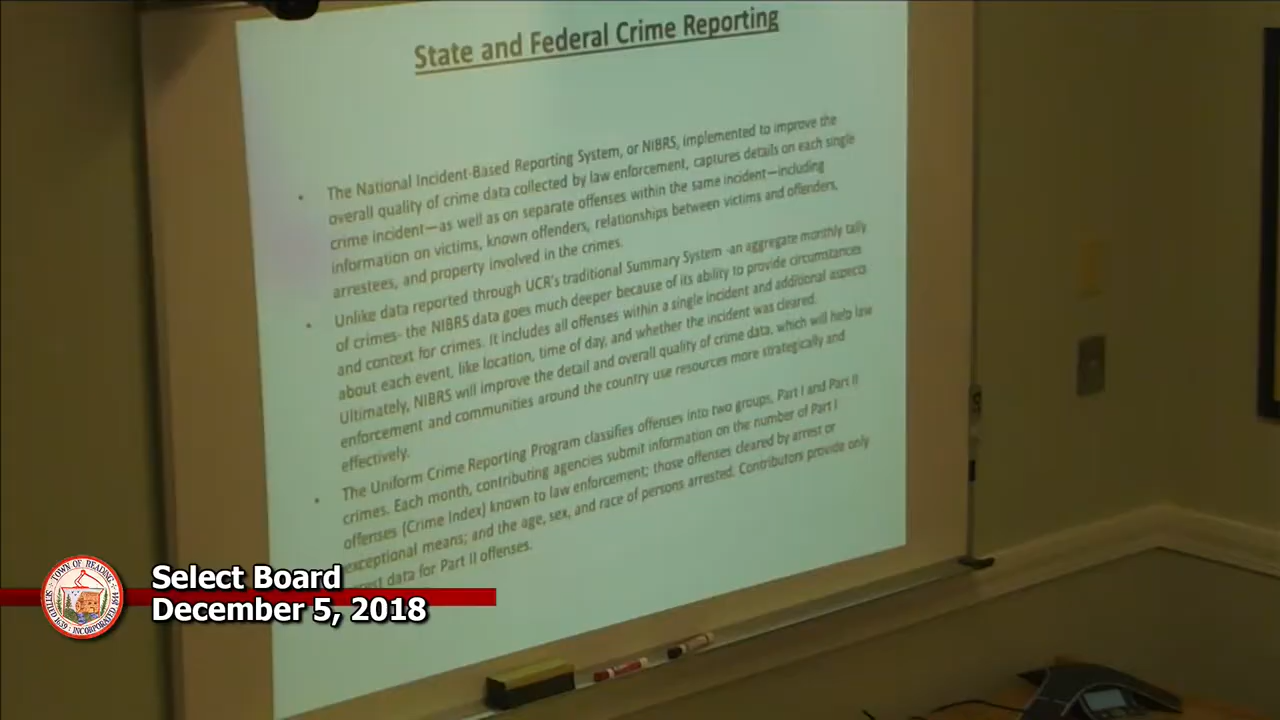 State and Federal Crime Reporting
• The National Incident-Based Reporting System, or NIBRS, implemented to improve the
overall quality of crime data collected by law enforcement, captures details on each single
crime incident—as well as on separate offenses within the same incident—including
information on victims, known offenders, relationships between victims and offenders,
arrestees, and property involved in the crimes.
• Unlike data reported through UCR's traditional Summary System -an aggregate monthly tally
of crimes- the NIBRS data goes much deeper because of its ability to provide circumstances
and context for crimes. It includes all offenses within a single incident and additional aspects
about each event, like location, time of day, and whether the incident was cleared.
Ultimately, NIBRS will improve the detail and overall quality of crime data, which will help law
enforcement and communities around the country use resources more strategically and
effectively.
• The Uniform Crime Reporting Program classifies offenses into two groups, Part I and Part II
crimes. Each month, contributing agencies submit information on the number of Part I
offenses (Crime Index) known to law enforcement; those offenses cleared by arrest or
exceptional means; and the age, sex, and race of persons arrested. Contributors provide only
data for Part II offenses.
TOWN OF READING
SETTLED 1639 · INCORPORATED 1644
Select Board
December 5, 2018